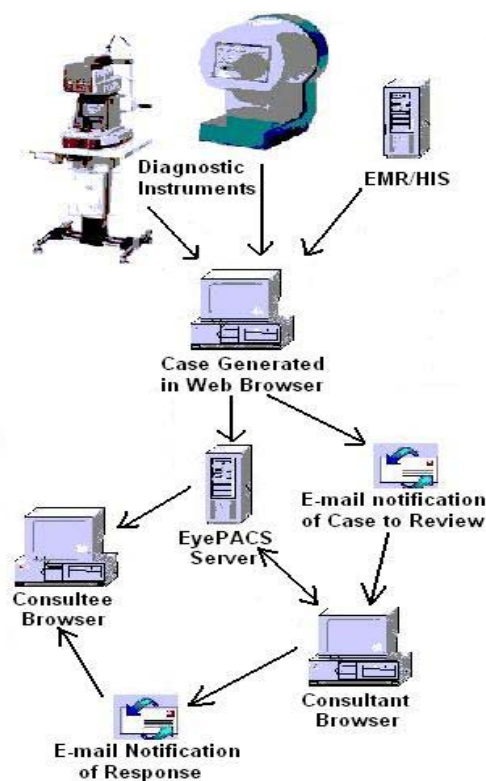 Diagnostic
Instruments
EMR/HIS
Case Generated
in Web Browser
E-mail notification
of Case to Review
EyePACS
Server
Consultee
Browser
Consultant
Browser
E-mail Notification
of Response